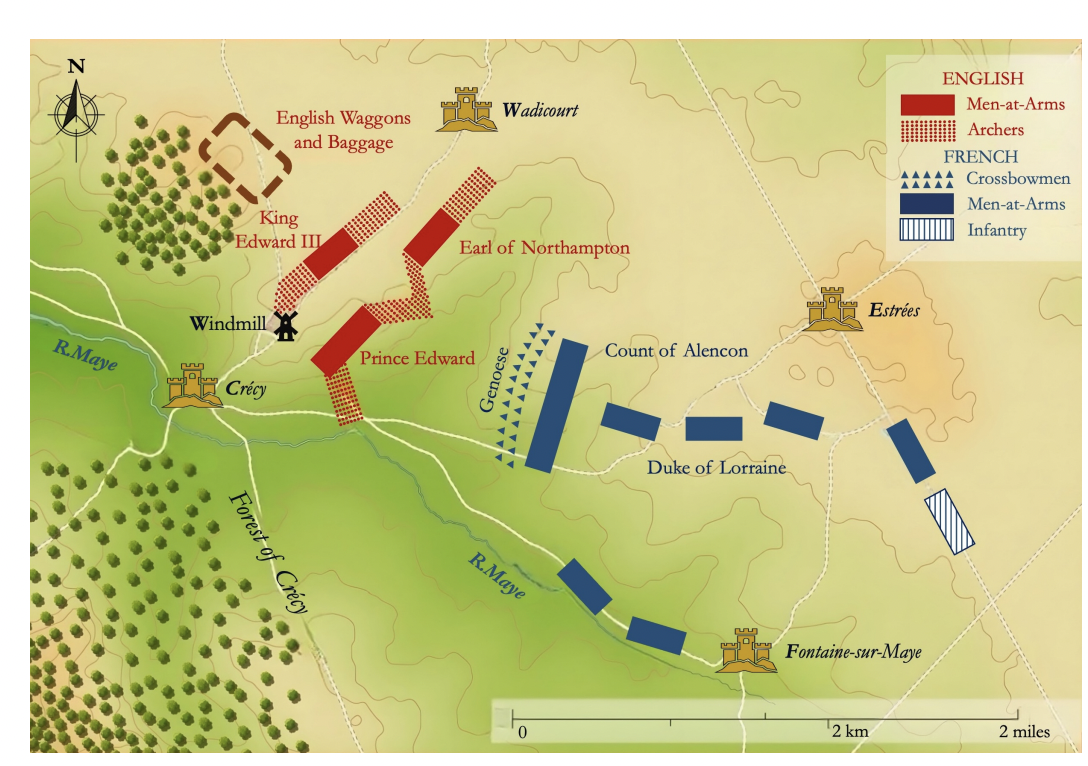 N
English Waggons
and Baggage
Wadicourt
ENGLISH
Men-at-Arms
Archers
FRENCH
Crossbowmen
Men-at-Arms
Infantry
King
Edward III
Earl of Northampton
Windmill
Estrées
R.Maye
Prince Edward
Genoese
Count of Alencon
Crécy
Duke of Lorraine
Forest of Crécy
R.Maye
Fontaine-sur-Maye
0
2 km
2 miles